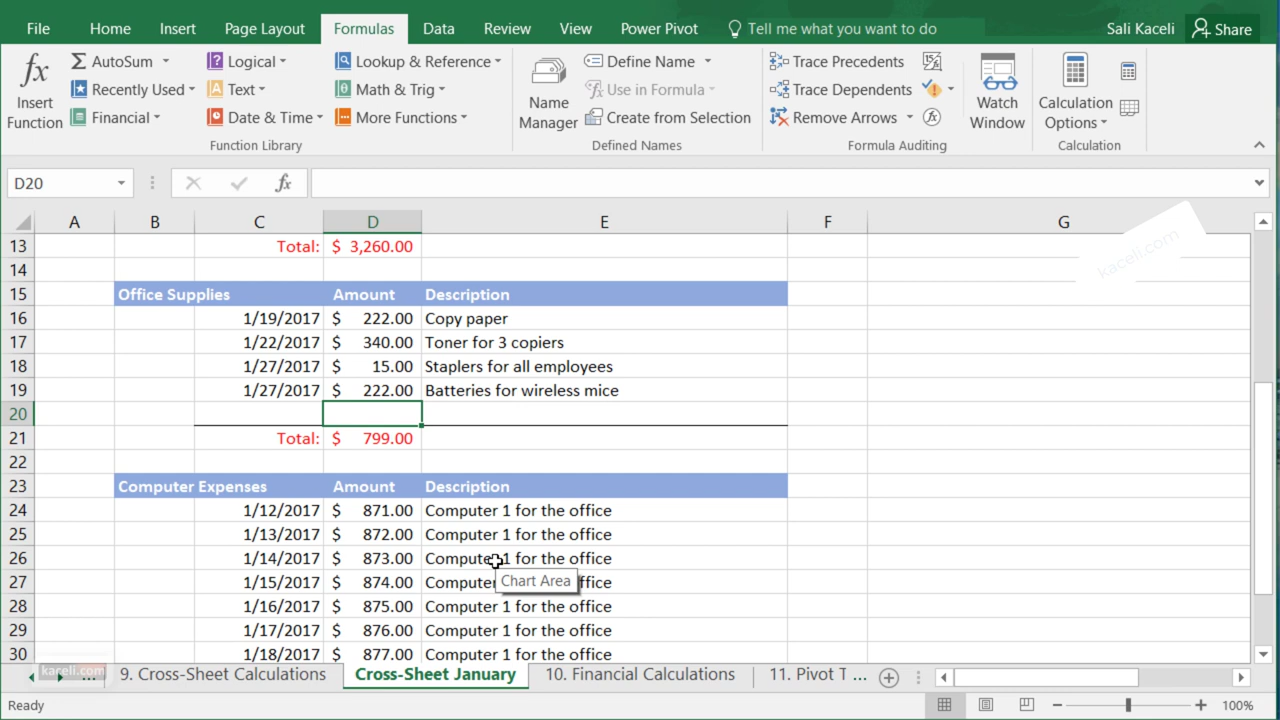 File Home Insert Page Layout Formulas Data Review View Power Pivot Tell me what you want to do Sali Kaceli Share
fx Insert Function
AutoSum
Recently Used
Financial
Logical
Text
Date & Time
Lookup & Reference
Math & Trig
More Functions
Function Library
Name Manager
Define Name
Use in Formula
Create from Selection
Defined Names
Trace Precedents
Trace Dependents
Remove Arrows
Formula Auditing
Watch Window
Calculation Options
Calculation
D20 fx
A B C D E F G
kaceli.com
13 Total: $ 3,260.00
14
15 Office Supplies Amount Description
16 1/19/2017 $ 222.00 Copy paper
17 1/22/2017 $ 340.00 Toner for 3 copiers
18 1/27/2017 $ 15.00 Staplers for all employees
19 1/27/2017 $ 222.00 Batteries for wireless mice
20
21 Total: $ 799.00
22
23 Computer Expenses Amount Description
24 1/12/2017 $ 871.00 Computer 1 for the office
25 1/13/2017 $ 872.00 Computer 1 for the office
26 1/14/2017 $ 873.00 Computer 1 for the office
27 1/15/2017 $ 874.00 Computer ffice
Chart Area
28 1/16/2017 $ 875.00 Computer 1 for the office
29 1/17/2017 $ 876.00 Computer 1 for the office
30 1/18/2017 $ 877.00 Computer 1 for the office
kaceli.com
... 9. Cross-Sheet Calculations Cross-Sheet January 10. Financial Calculations 11. Pivot T ...
Ready 100%